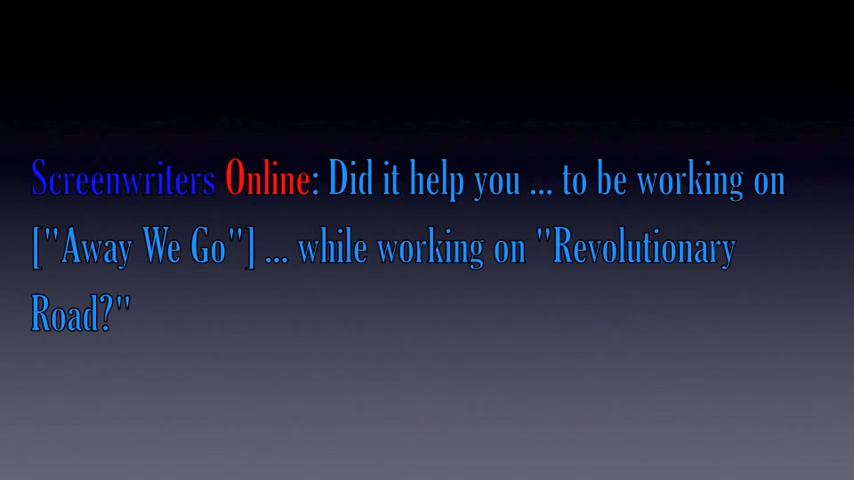 Screenwriters Online: Did it help you ... to be working on
["Away We Go"] ... while working on "Revolutionary
Road?"